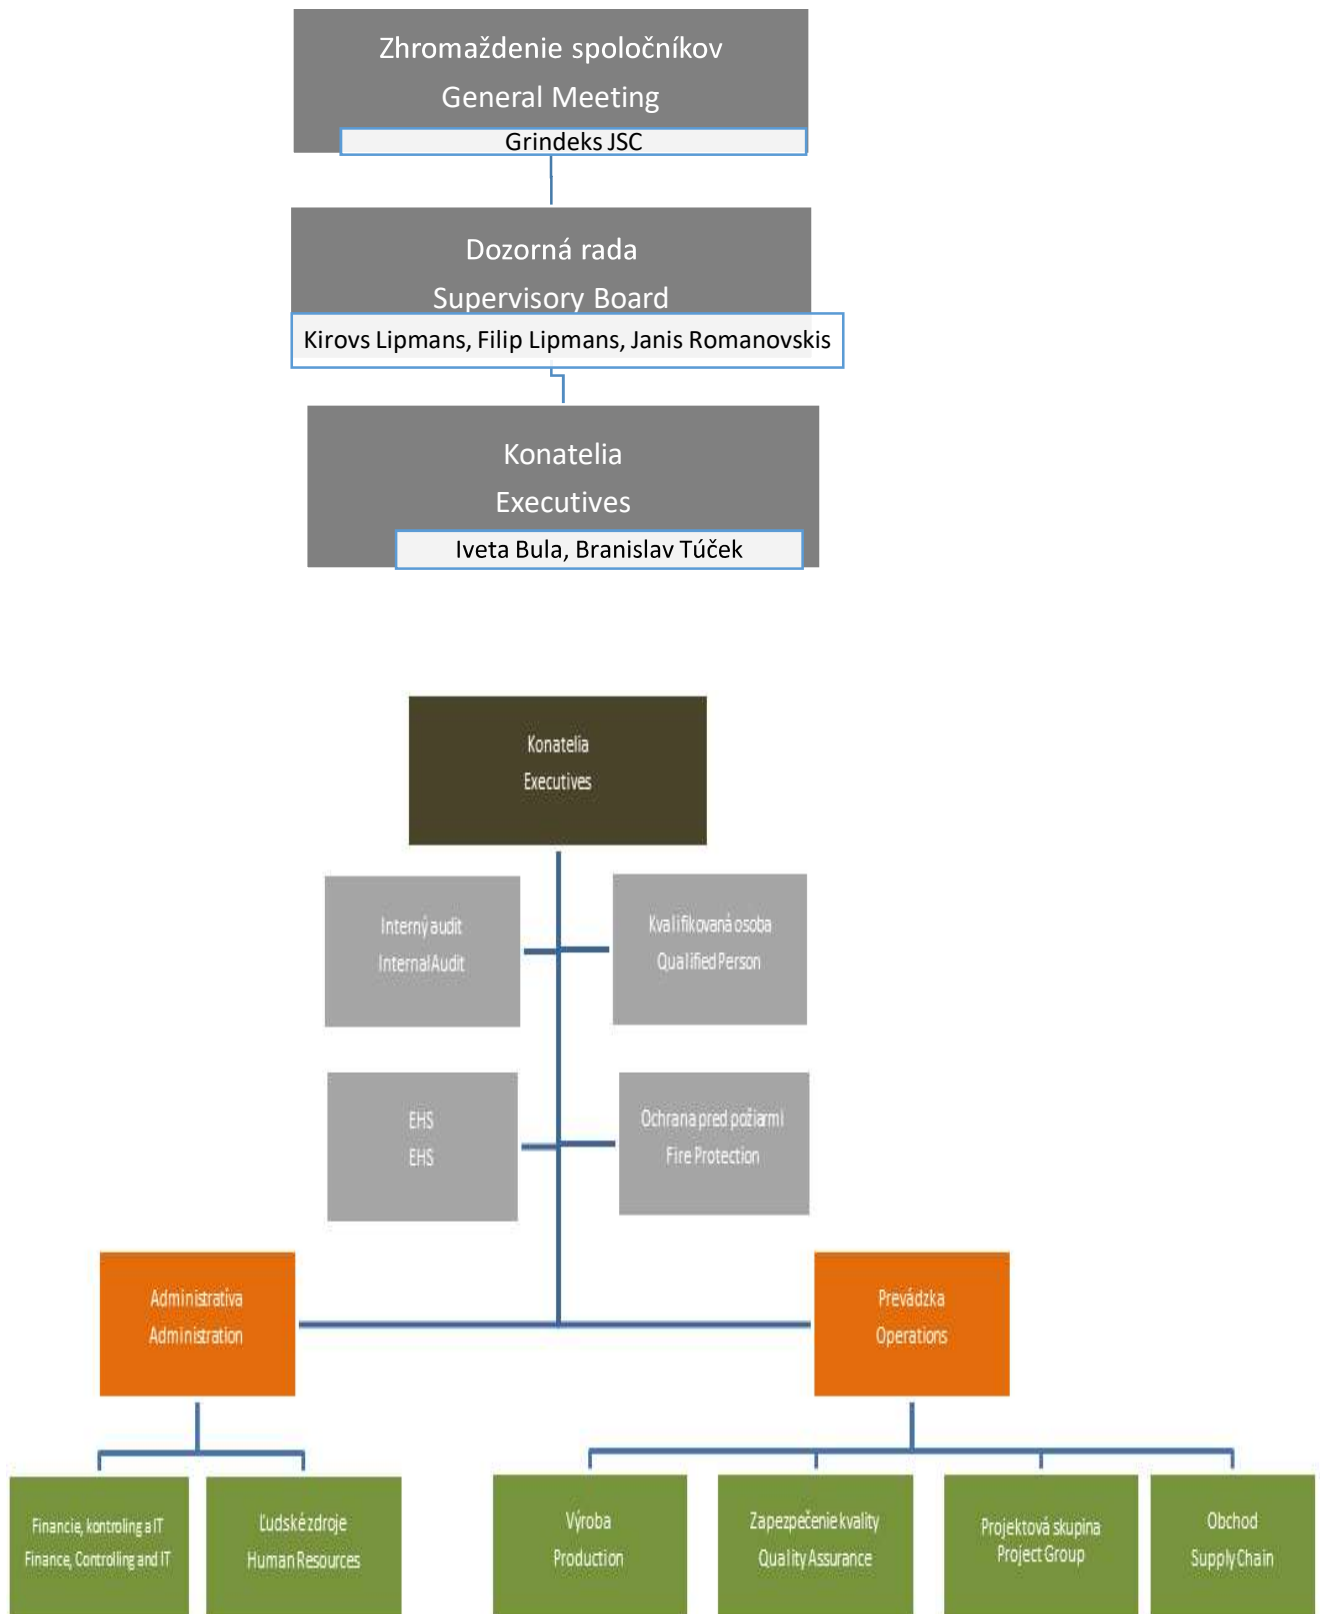 Zhromaždenie spoločníkov
General Meeting
Grindeks JSC
Dozorná rada
Supervisory Board
Kirovs Lipmans, Filip Lipmans, Janis Romanovskis
Konatelia
Executives
Iveta Bula, Branislav Túček
Konatelia
Executives
Interný audit
Internal Audit
Kvalifikovaná osoba
Qualified Person
EHS
EHS
Ochrana pred požiarmi
Fire Protection
Administratíva
Administration
Prevádzka
Operations
Financie, kontroling a IT
Finance, Controlling and IT
Ľudské zdroje
Human Resources
Výroba
Production
Zapezpečenie kvality
Quality Assurance
Projektová skupina
Project Group
Obchod
Supply Chain